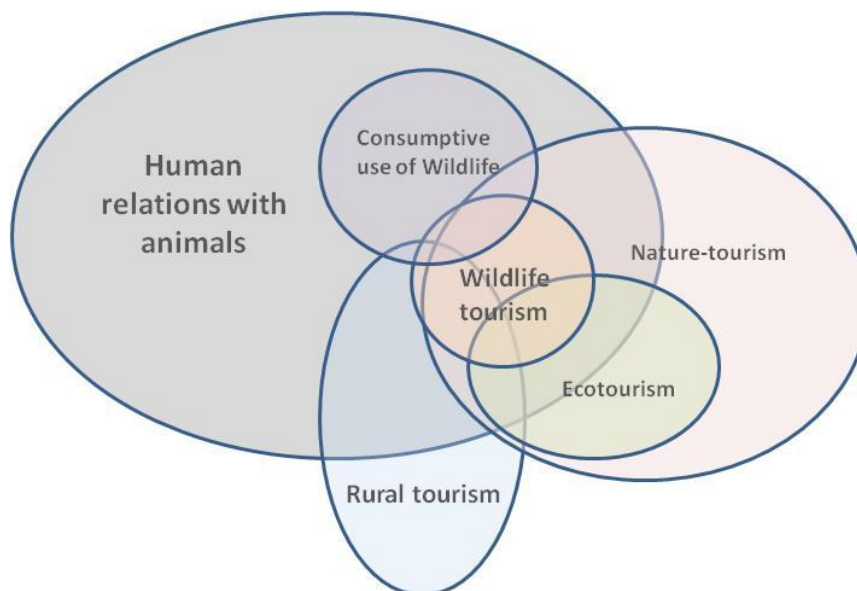 Human
relations with
animals
Consumptive
use of Wildlife
Nature-tourism
Wildlife
tourism
Ecotourism
Rural tourism